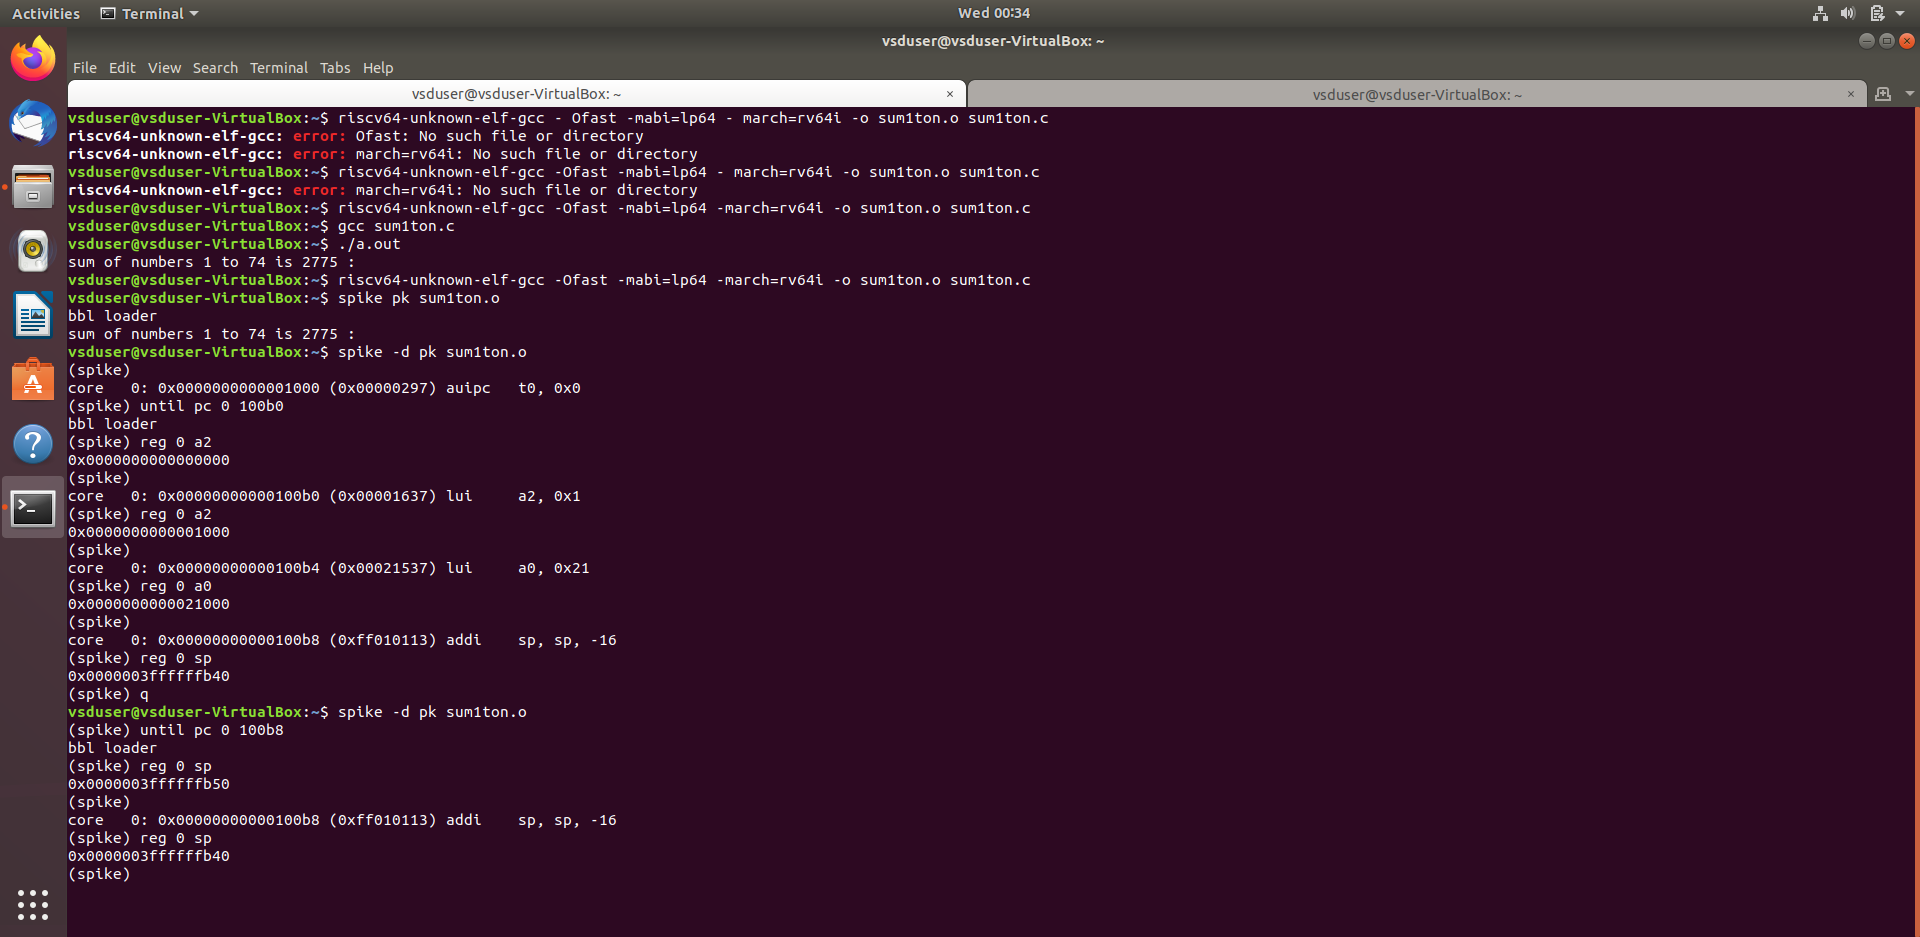 Activities Terminal Wed 00:34
vsduser@vsduser-VirtualBox: ~
File Edit View Search Terminal Tabs Help
vsduser@vsduser-VirtualBox: ~ × vsduser@vsduser-VirtualBox: ~ ×
vsduser@vsduser-VirtualBox:~$ riscv64-unknown-elf-gcc - Ofast -mabi=lp64 - march=rv64i -o sum1ton.o sum1ton.c
riscv64-unknown-elf-gcc: error: Ofast: No such file or directory
riscv64-unknown-elf-gcc: error: march=rv64i: No such file or directory
vsduser@vsduser-VirtualBox:~$ riscv64-unknown-elf-gcc -Ofast -mabi=lp64 - march=rv64i -o sum1ton.o sum1ton.c
riscv64-unknown-elf-gcc: error: march=rv64i: No such file or directory
vsduser@vsduser-VirtualBox:~$ riscv64-unknown-elf-gcc -Ofast -mabi=lp64 -march=rv64i -o sum1ton.o sum1ton.c
vsduser@vsduser-VirtualBox:~$ gcc sum1ton.c
vsduser@vsduser-VirtualBox:~$ ./a.out
sum of numbers 1 to 74 is 2775 :
vsduser@vsduser-VirtualBox:~$ riscv64-unknown-elf-gcc -Ofast -mabi=lp64 -march=rv64i -o sum1ton.o sum1ton.c
vsduser@vsduser-VirtualBox:~$ spike pk sum1ton.o
bbl loader
sum of numbers 1 to 74 is 2775 :
vsduser@vsduser-VirtualBox:~$ spike -d pk sum1ton.o
(spike)
core   0: 0x0000000000001000 (0x00000297) auipc   t0, 0x0
(spike) until pc 0 100b0
bbl loader
(spike) reg 0 a2
0x0000000000000000
(spike)
core   0: 0x00000000000100b0 (0x00001637) lui     a2, 0x1
(spike) reg 0 a2
0x0000000000001000
(spike)
core   0: 0x00000000000100b4 (0x00021537) lui     a0, 0x21
(spike) reg 0 a0
0x0000000000021000
(spike)
core   0: 0x00000000000100b8 (0xff010113) addi    sp, sp, -16
(spike) reg 0 sp
0x0000003ffffffb40
(spike) q
vsduser@vsduser-VirtualBox:~$ spike -d pk sum1ton.o
(spike) until pc 0 100b8
bbl loader
(spike) reg 0 sp
0x0000003ffffffb50
(spike)
core   0: 0x00000000000100b8 (0xff010113) addi    sp, sp, -16
(spike) reg 0 sp
0x0000003ffffffb40
(spike)